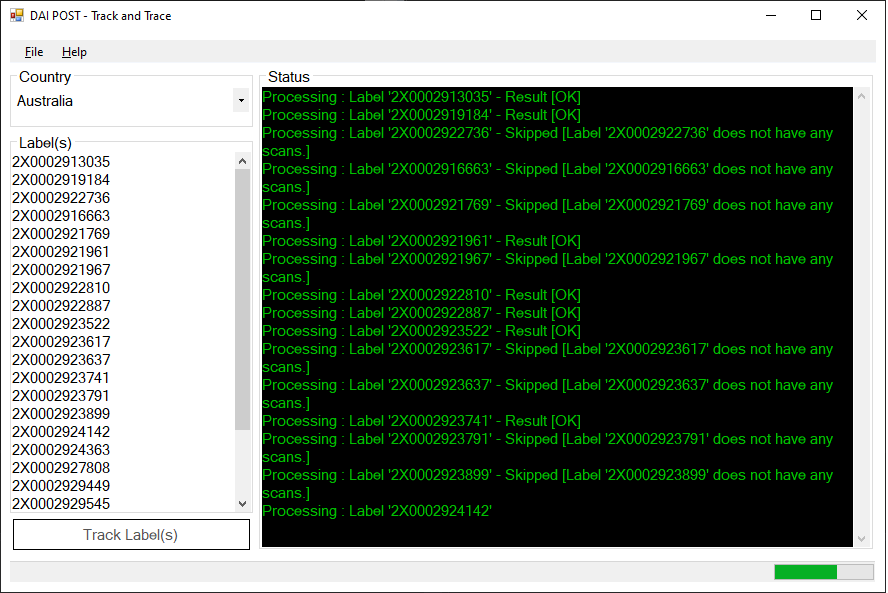 DAI POST - Track and Trace
File Help
Country
Australia
Label(s)
2X0002913035
2X0002919184
2X0002922736
2X0002916663
2X0002921769
2X0002921961
2X0002921967
2X0002922810
2X0002922887
2X0002923522
2X0002923617
2X0002923637
2X0002923741
2X0002923791
2X0002923899
2X0002924142
2X0002924363
2X0002927808
2X0002929449
2X0002929545
Track Label(s)
Status
Processing : Label '2X0002913035' - Result [OK]
Processing : Label '2X0002919184' - Result [OK]
Processing : Label '2X0002922736' - Skipped [Label '2X0002922736' does not have any
scans.]
Processing : Label '2X0002916663' - Skipped [Label '2X0002916663' does not have any
scans.]
Processing : Label '2X0002921769' - Skipped [Label '2X0002921769' does not have any
scans.]
Processing : Label '2X0002921961' - Result [OK]
Processing : Label '2X0002921967' - Skipped [Label '2X0002921967' does not have any
scans.]
Processing : Label '2X0002922810' - Result [OK]
Processing : Label '2X0002922887' - Result [OK]
Processing : Label '2X0002923522' - Result [OK]
Processing : Label '2X0002923617' - Skipped [Label '2X0002923617' does not have any
scans.]
Processing : Label '2X0002923637' - Skipped [Label '2X0002923637' does not have any
scans.]
Processing : Label '2X0002923741' - Result [OK]
Processing : Label '2X0002923791' - Skipped [Label '2X0002923791' does not have any
scans.]
Processing : Label '2X0002923899' - Skipped [Label '2X0002923899' does not have any
scans.]
Processing : Label '2X0002924142'